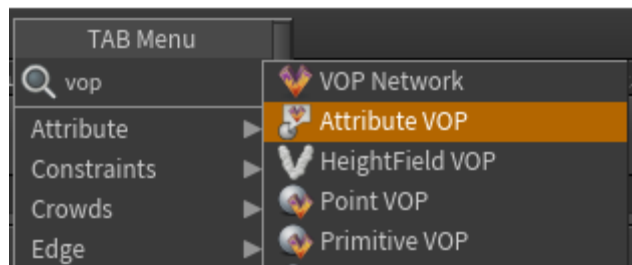 TAB Menu
vop
Attribute
Constraints
Crowds
Edge
VOP Network
Attribute VOP
HeightField VOP
Point VOP
Primitive VOP